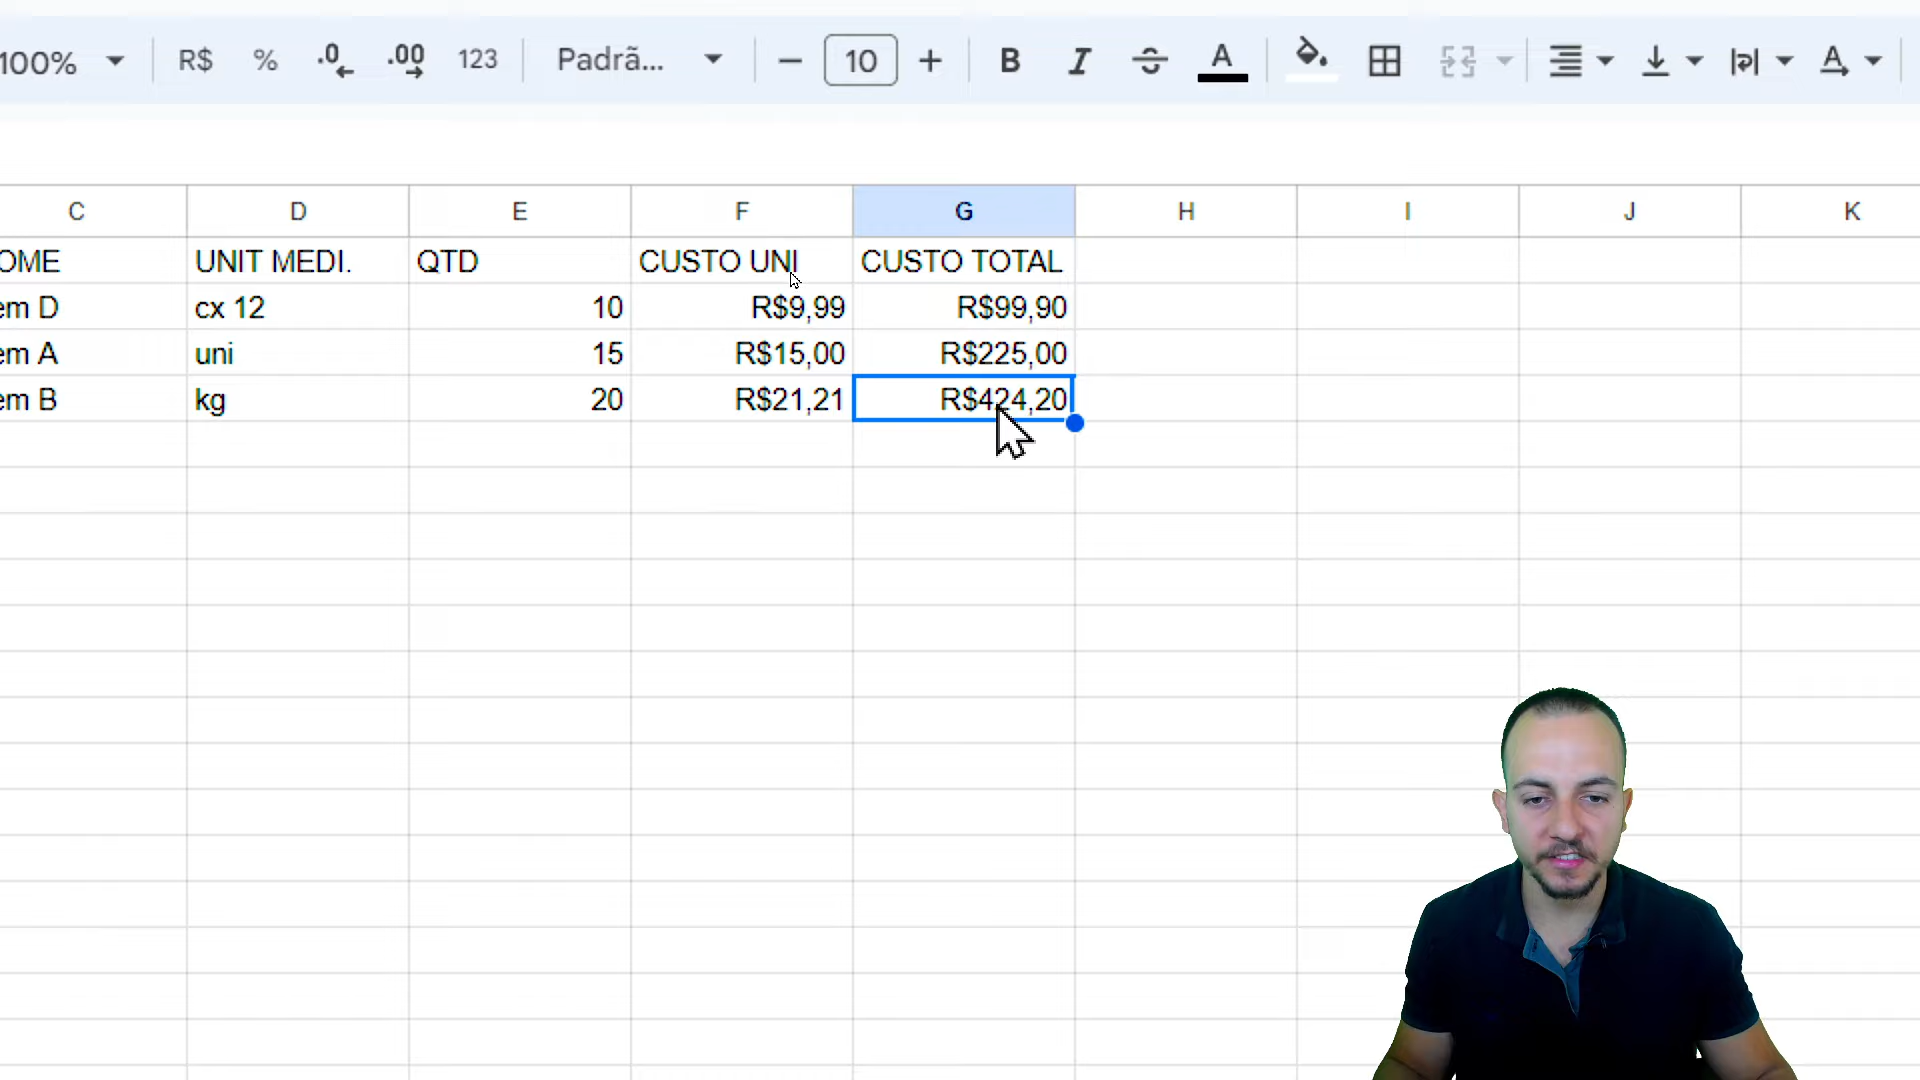 100% R$ % .0 .00 123 Padrã... 10 B I A A
C D E F G H I J K
OME UNIT MEDI. QTD CUSTO UNI CUSTO TOTAL
em D cx 12 10 R$9,99 R$99,90
em A uni 15 R$15,00 R$225,00
em B kg 20 R$21,21 R$424,20